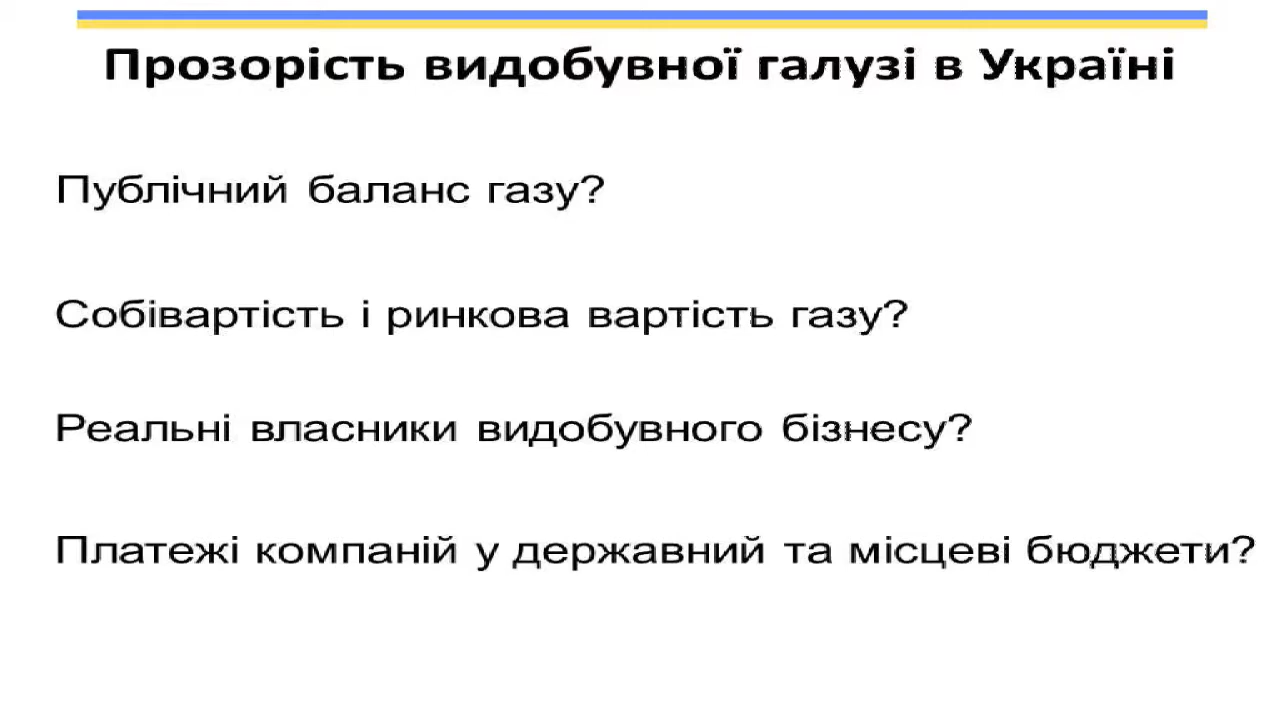 Прозорість видобувної галузі в Україні
Публічний баланс газу?
Собівартість і ринкова вартість газу?
Реальні власники видобувного бізнесу?
Платежі компаній у державний та місцеві бюджети?